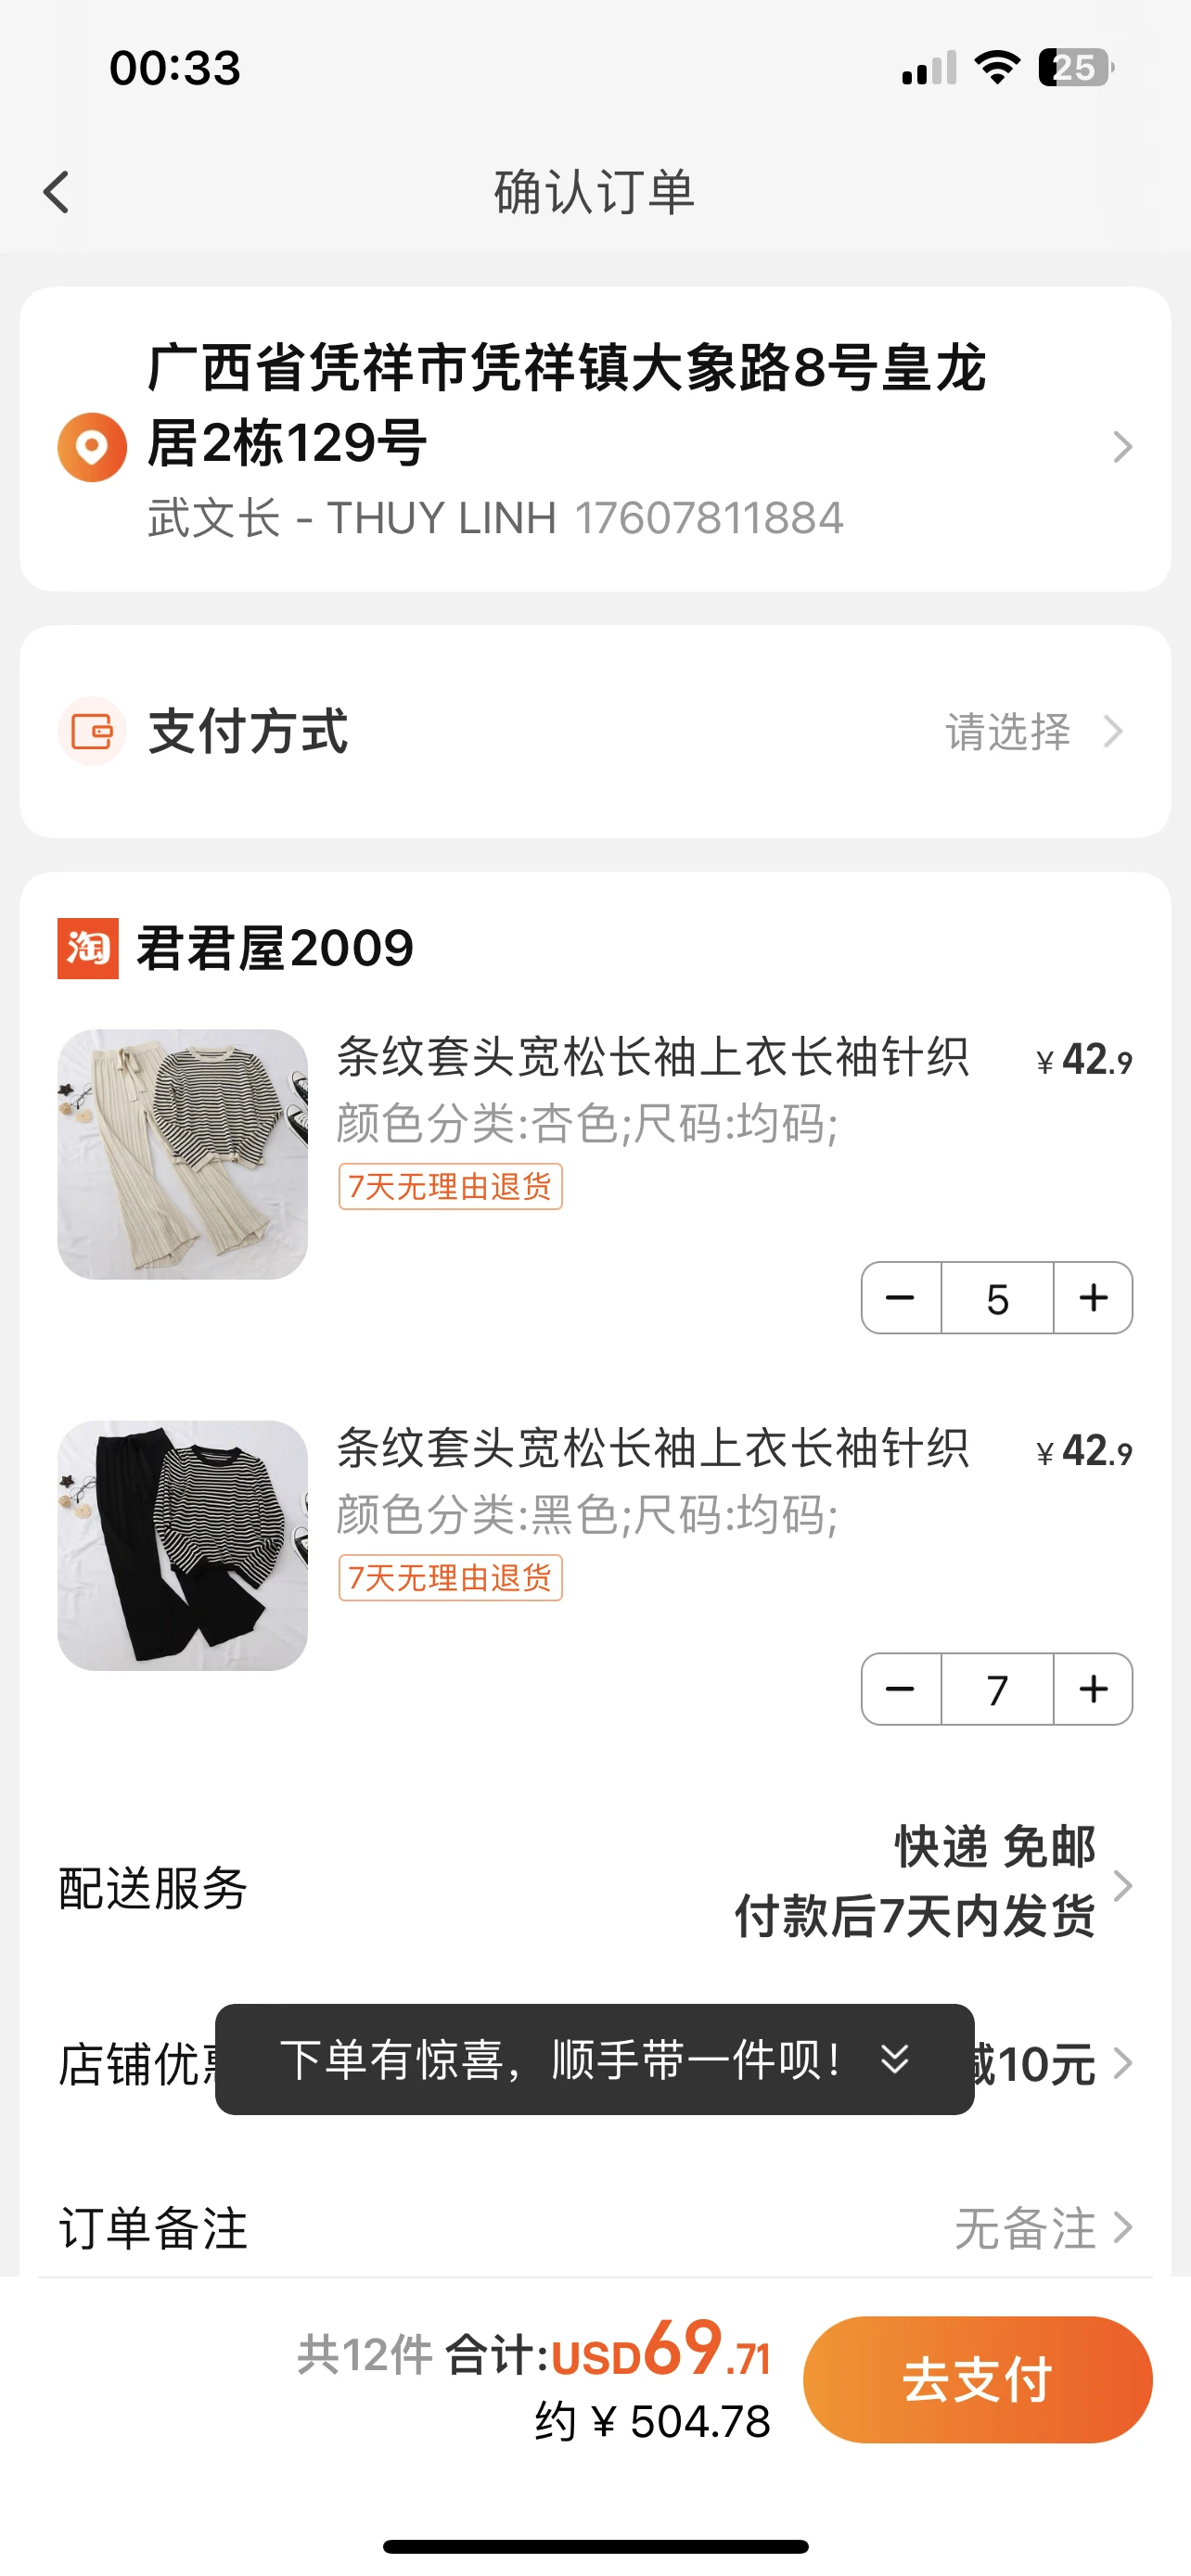 00:33
25
确认订单
广西省凭祥市凭祥镇大象路8号皇龙
居2栋129号
武文长 - THUY LINH 17607811884
支付方式
请选择
淘 君君屋2009
条纹套头宽松长袖上衣长袖针织 ¥42.9
颜色分类:杏色;尺码:均码;
7天无理由退货
5
条纹套头宽松长袖上衣长袖针织 ¥42.9
颜色分类:黑色;尺码:均码;
7天无理由退货
7
快递 免邮
配送服务
付款后7天内发货
店铺优 减10元
下单有惊喜，顺手带一件呗！
订单备注 无备注
共12件 合计:USD69.71
约 ¥ 504.78
去支付